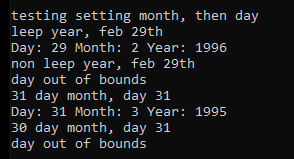 testing setting month, then day
leep year, feb 29th
Day: 29 Month: 2 Year: 1996
non leep year, feb 29th
day out of bounds
31 day month, day 31
Day: 31 Month: 3 Year: 1995
30 day month, day 31
day out of bounds